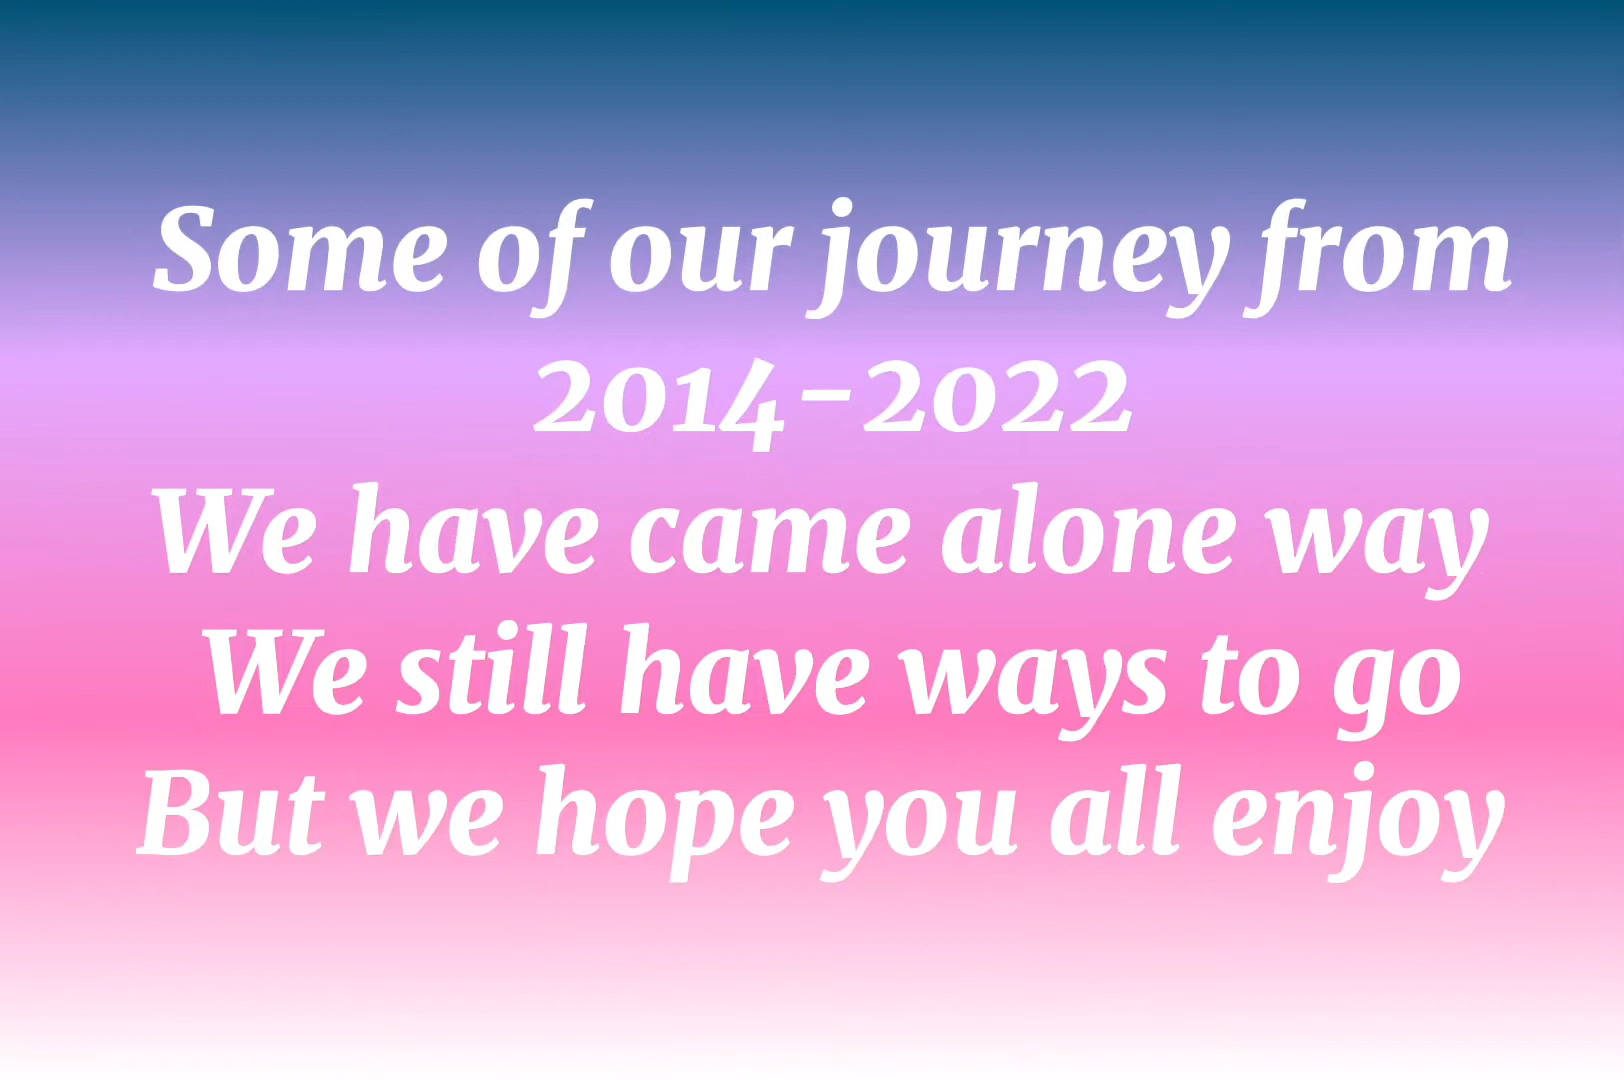 Some of our journey from
2014-2022
We have came alone way
We still have ways to go
But we hope you all enjoy